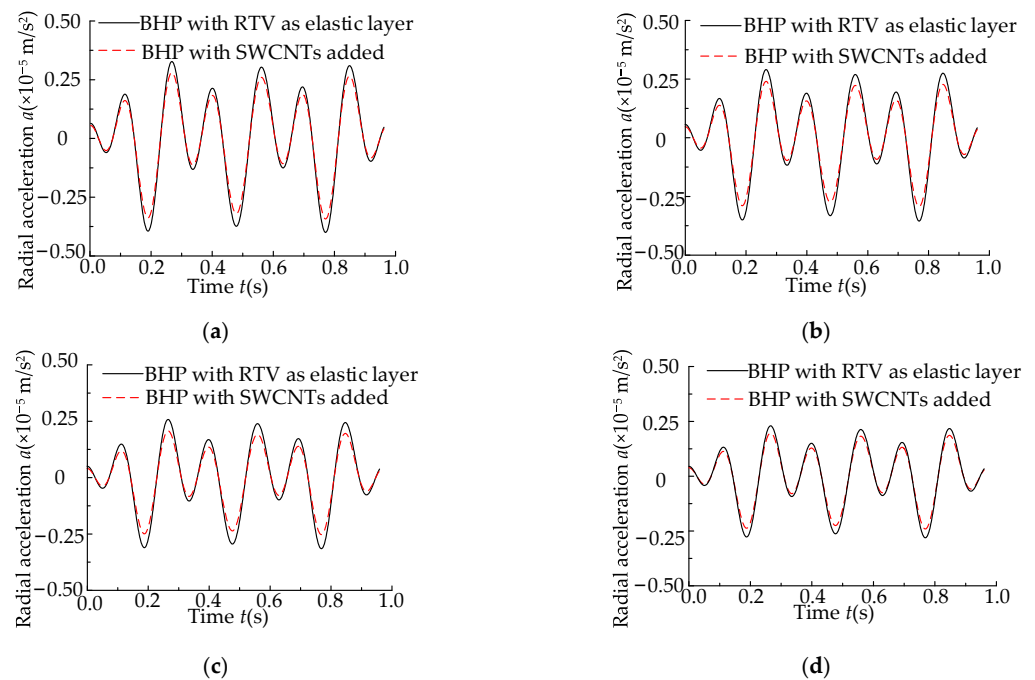 Radial acceleration a(×10⁻⁵ m/s²)
0.50
0.25
0
−0.25
−0.50
BHP with RTV as elastic layer
BHP with SWCNTs added
0.0 0.2 0.4 0.6 0.8 1.0
Time t(s)
(a)
Radial acceleration a(×10⁻⁵ m/s²)
0.50
0.25
0
−0.25
−0.50
BHP with RTV as elastic layer
BHP with SWCNTs added
0.0 0.2 0.4 0.6 0.8 1.0
Time t(s)
(b)
Radial acceleration a(×10⁻⁵ m/s²)
0.50
0.25
0
−0.25
−0.50
BHP with RTV as elastic layer
BHP with SWCNTs added
0.0 0.2 0.4 0.6 0.8 1.0
Time t(s)
(c)
Radial acceleration a(×10⁻⁵ m/s²)
0.50
0.25
0
−0.25
−0.50
BHP with RTV as elastic layer
BHP with SWCNTs added
0.0 0.2 0.4 0.6 0.8 1.0
Time t(s)
(d)